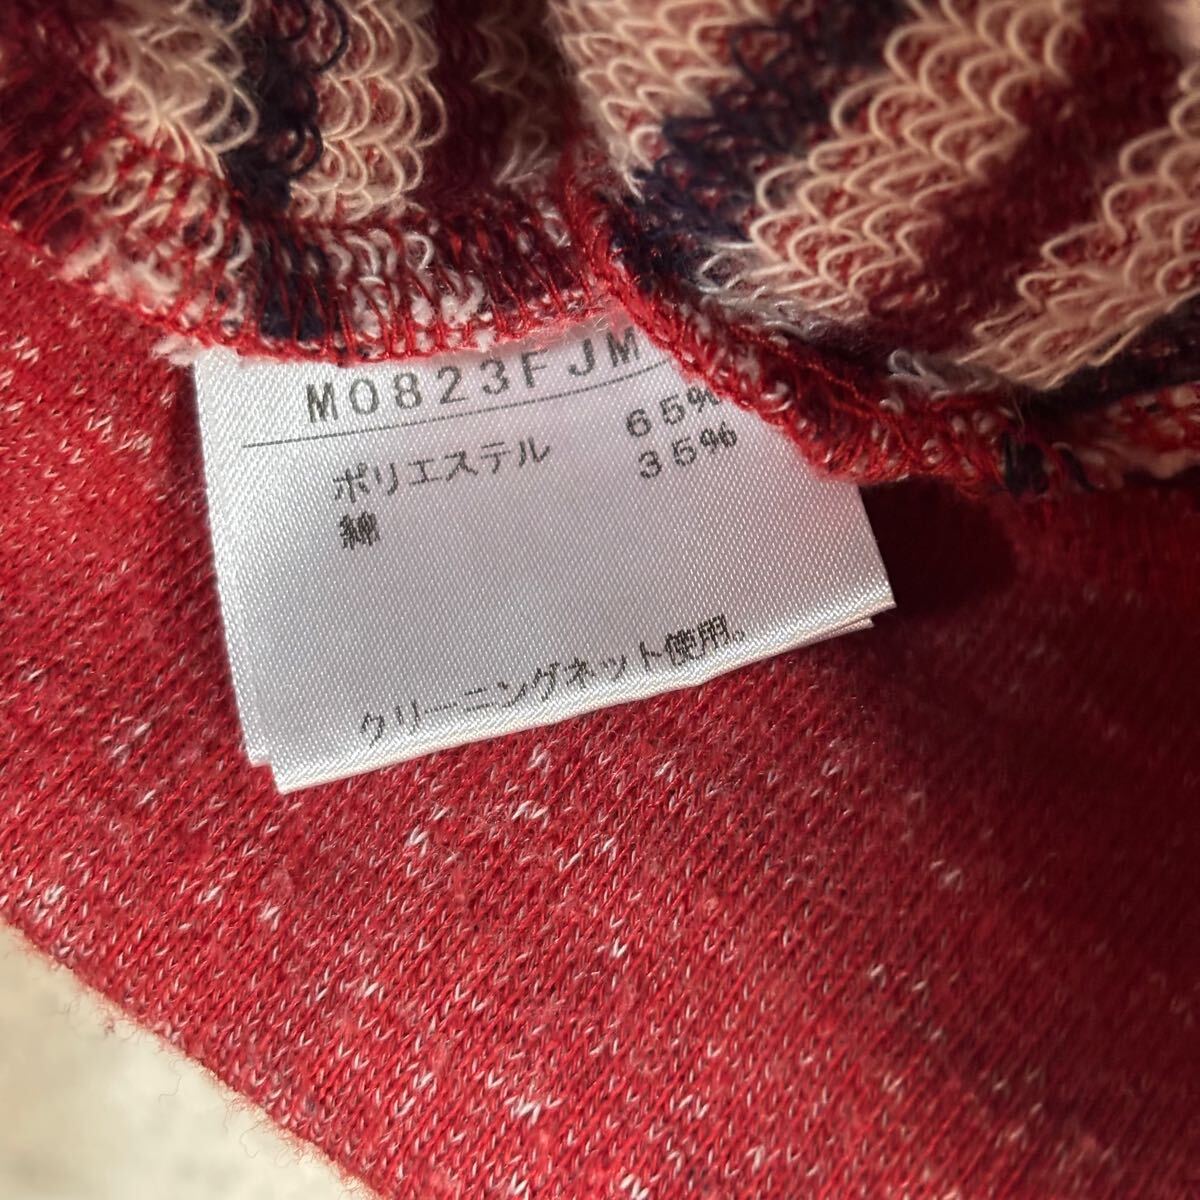 M0823FJM
ポリエステル 65%
綿 35%
クリーニングネット使用。